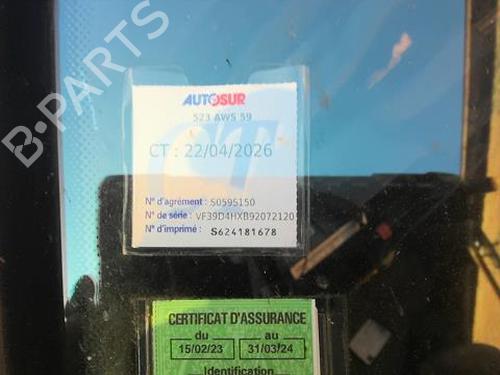 B-PARTS
AUTOSUR
523 AWS 59
CT : 22/04/2026
N° d'agrément : S059S150
N° de série : VF39D4HXB92072120
N° d'imprimé : S624181678
CERTIFICAT D'ASSURANCE
du au
15/02/23 31/03/24
Identification